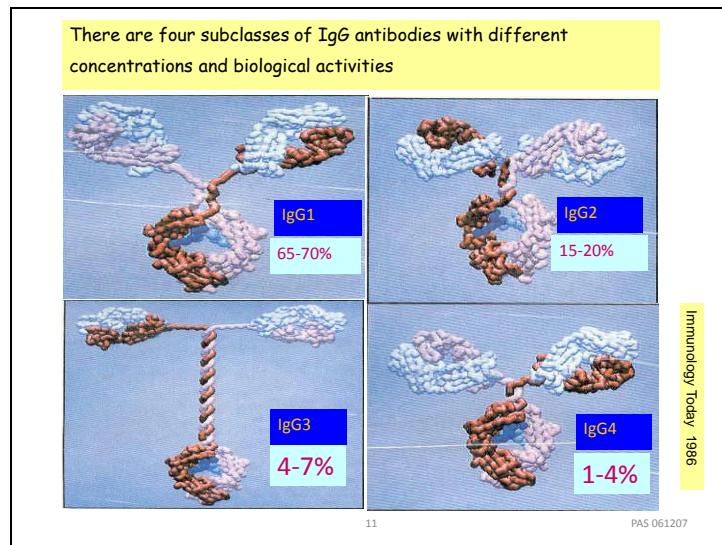 There are four subclasses of IgG antibodies with different
concentrations and biological activities
IgG1
65-70%
IgG2
15-20%
IgG3
4-7%
IgG4
1-4%
Immunology Today 1986
11
PAS 061207